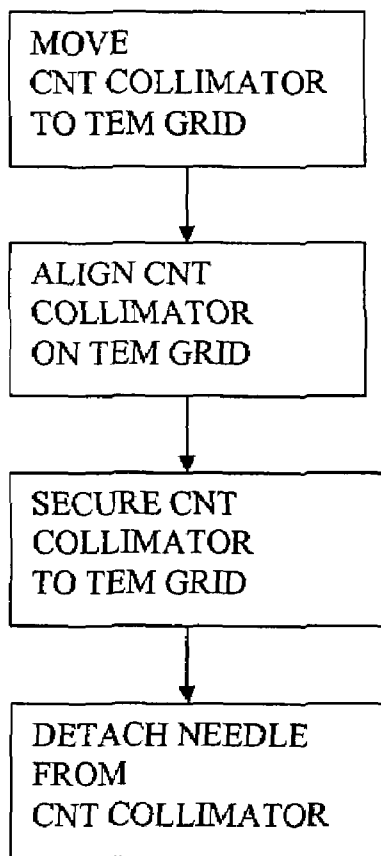 MOVE
CNT COLLIMATOR
TO TEM GRID
ALIGN CNT
COLLIMATOR
ON TEM GRID
SECURE CNT
COLLIMATOR
TO TEM GRID
DETACH NEEDLE
FROM
CNT COLLIMATOR